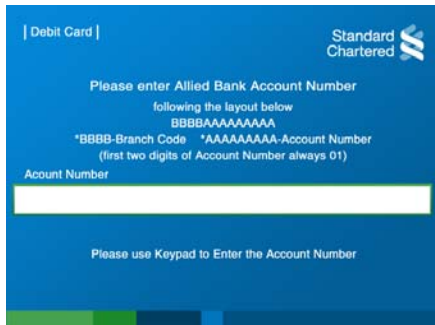 | Debit Card |
Standard
Chartered
Please enter Allied Bank Account Number
following the layout below
BBBBAAAAAAAAA
*BBBB-Branch Code *AAAAAAAAA-Account Number
(first two digits of Account Number always 01)
Acount Number
Please use Keypad to Enter the Account Number